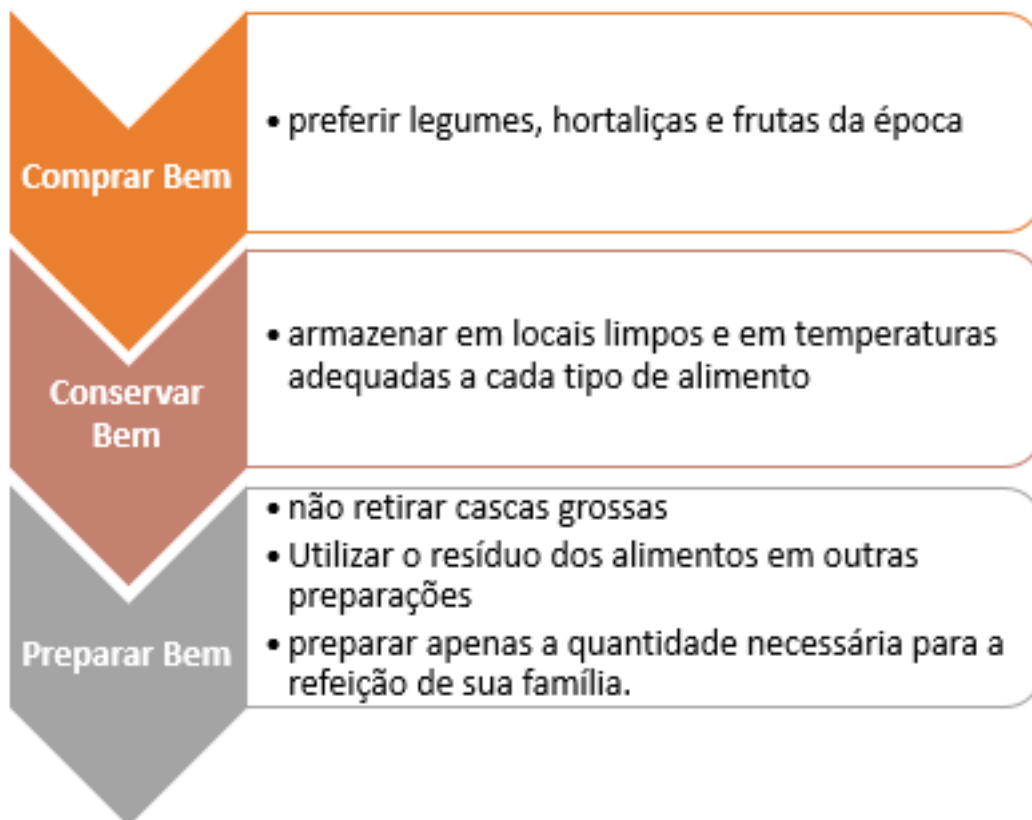 Comprar Bem
• preferir legumes, hortaliças e frutas da época
Conservar
Bem
• armazenar em locais limpos e em temperaturas
adequadas a cada tipo de alimento
Preparar Bem
• não retirar cascas grossas
• Utilizar o resíduo dos alimentos em outras
preparações
• preparar apenas a quantidade necessária para a
refeição de sua família.